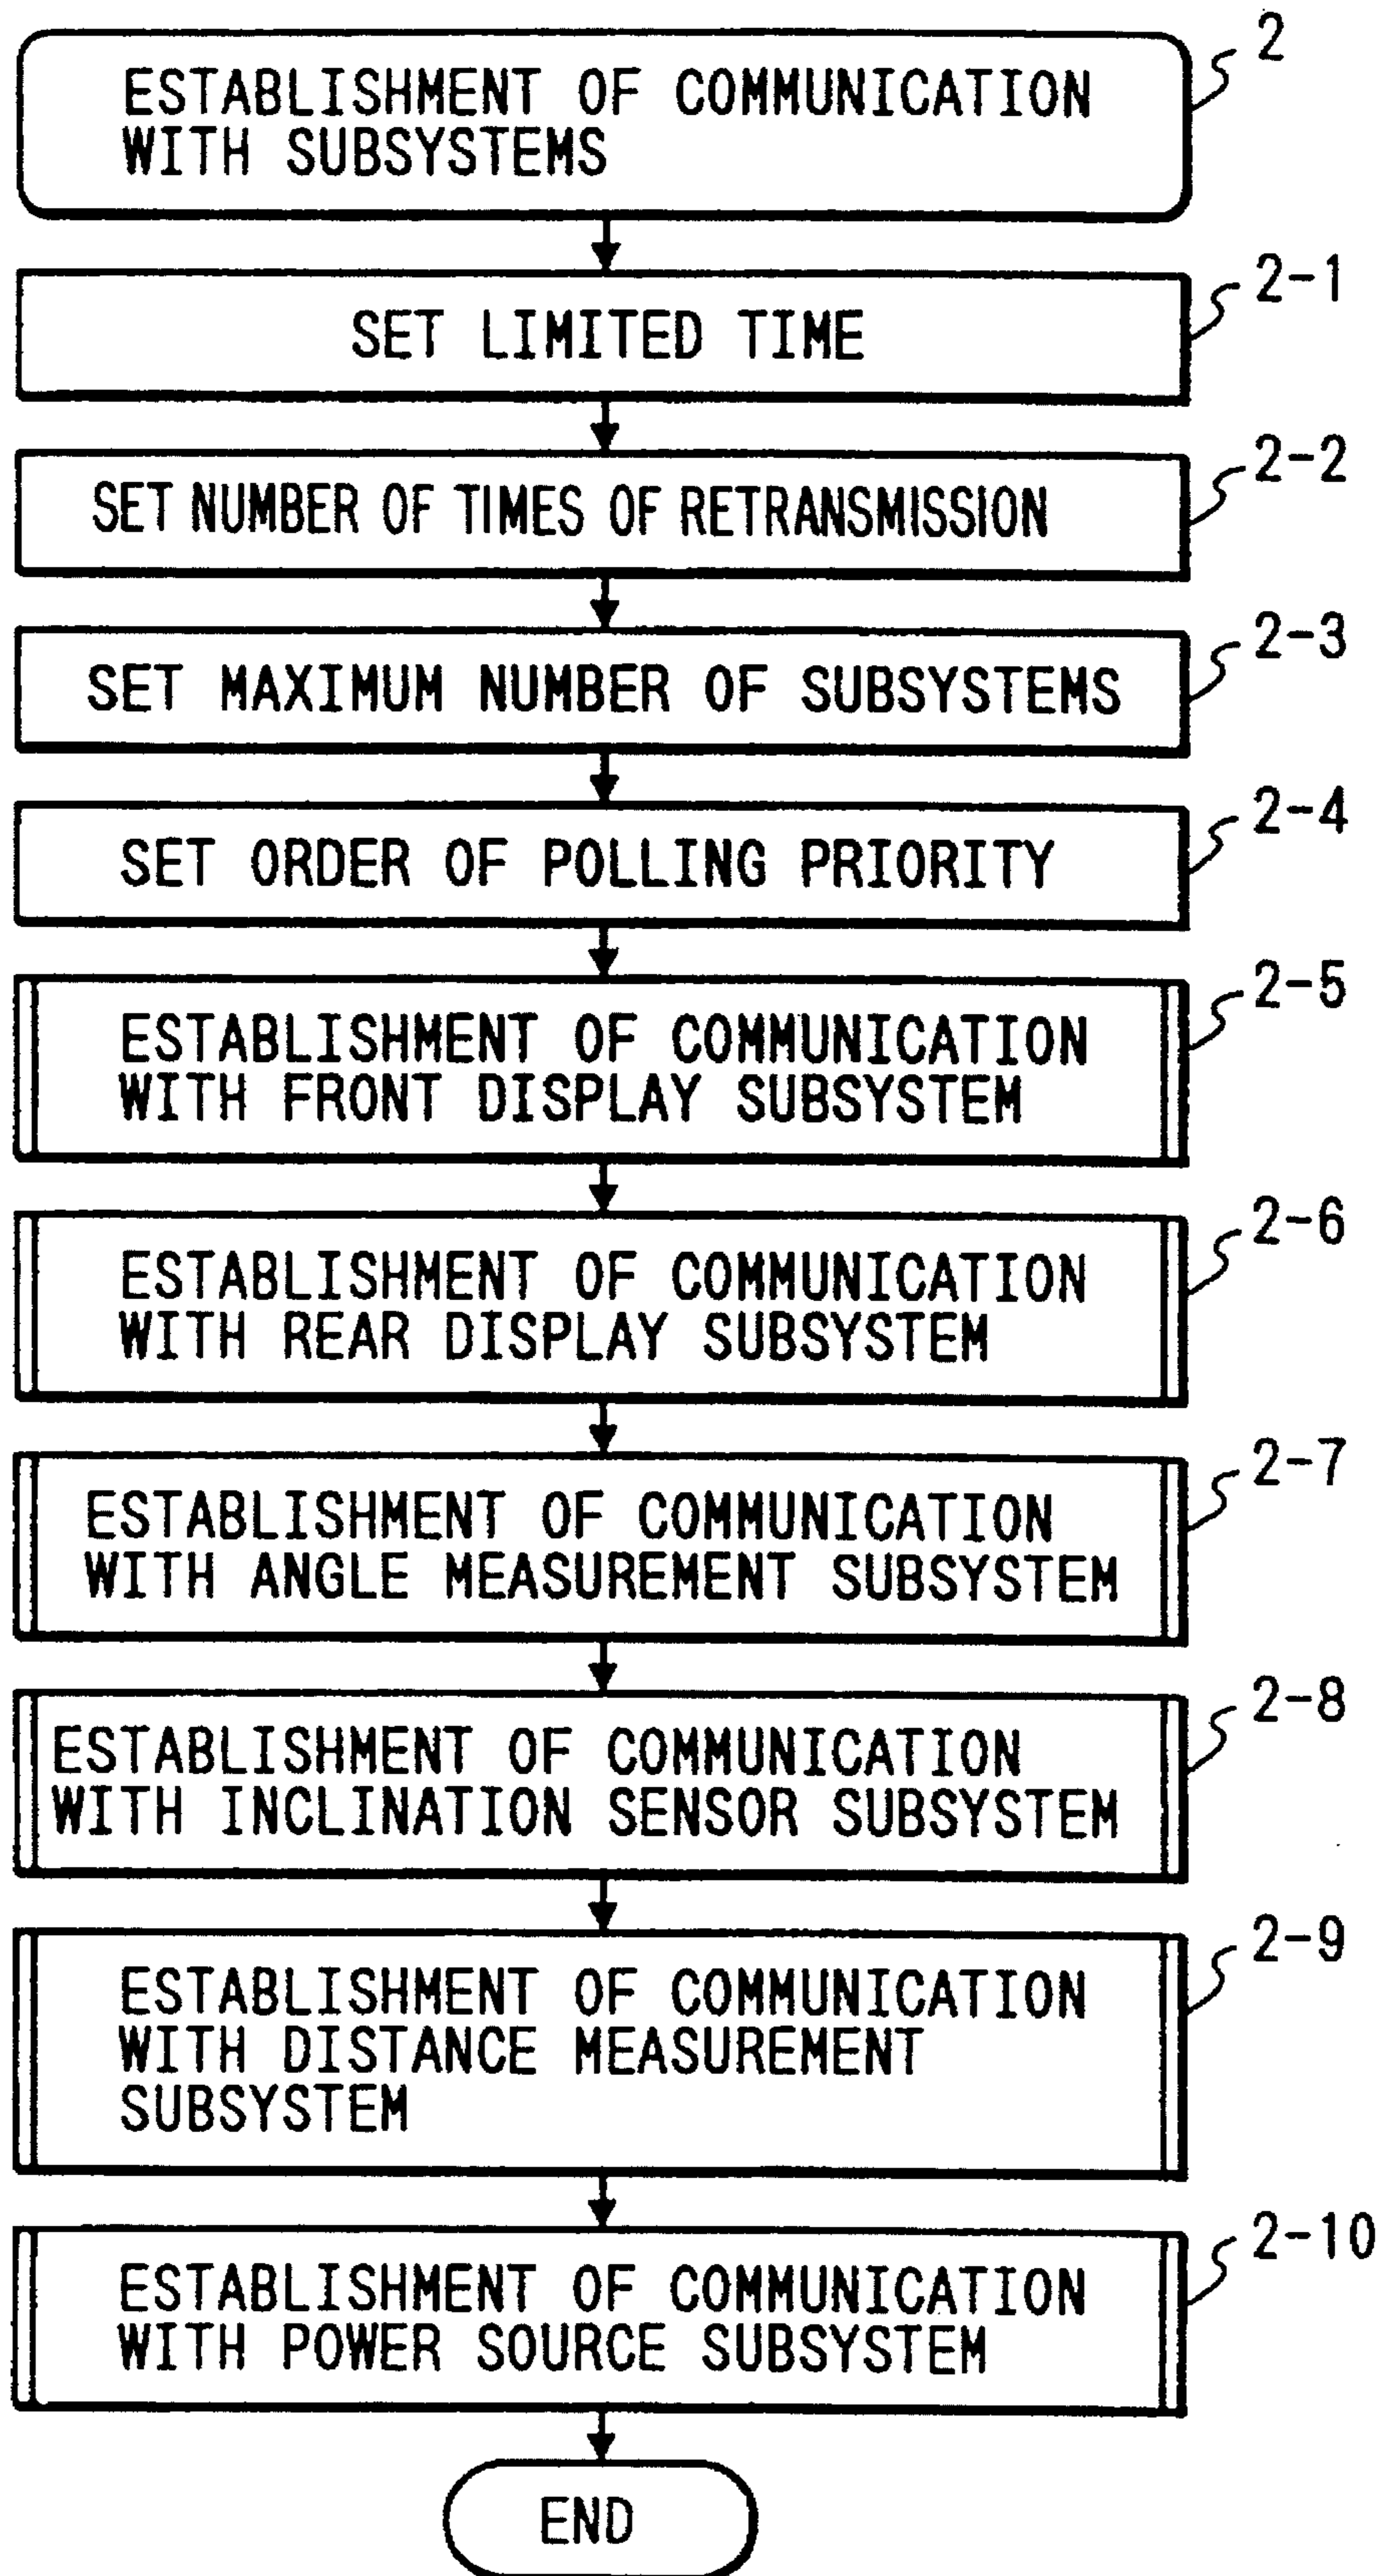 2
ESTABLISHMENT OF COMMUNICATION
WITH SUBSYSTEMS
2-1
SET LIMITED TIME
2-2
SET NUMBER OF TIMES OF RETRANSMISSION
2-3
SET MAXIMUM NUMBER OF SUBSYSTEMS
2-4
SET ORDER OF POLLING PRIORITY
2-5
ESTABLISHMENT OF COMMUNICATION
WITH FRONT DISPLAY SUBSYSTEM
2-6
ESTABLISHMENT OF COMMUNICATION
WITH REAR DISPLAY SUBSYSTEM
2-7
ESTABLISHMENT OF COMMUNICATION
WITH ANGLE MEASUREMENT SUBSYSTEM
2-8
ESTABLISHMENT OF COMMUNICATION
WITH INCLINATION SENSOR SUBSYSTEM
2-9
ESTABLISHMENT OF COMMUNICATION
WITH DISTANCE MEASUREMENT
SUBSYSTEM
2-10
ESTABLISHMENT OF COMMUNICATION
WITH POWER SOURCE SUBSYSTEM
END